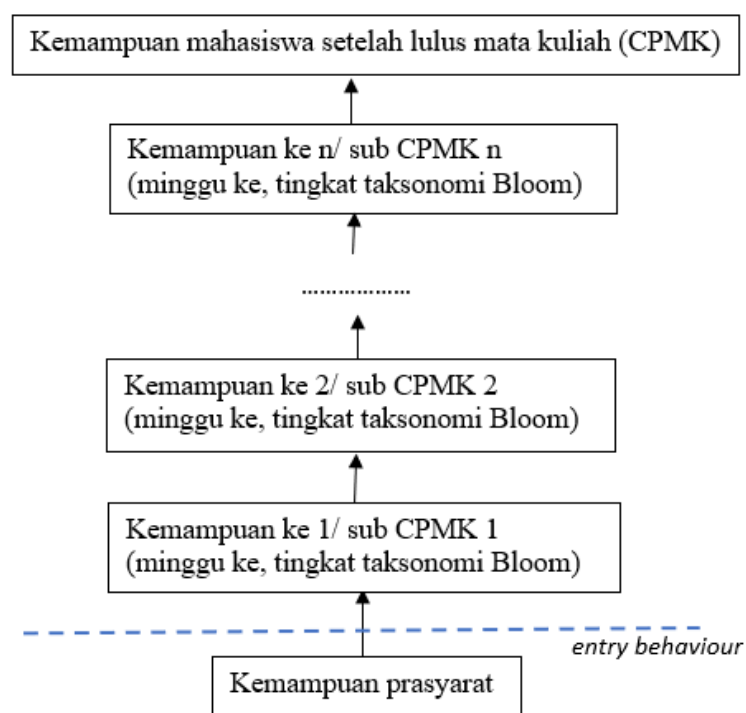 Kemampuan mahasiswa setelah lulus mata kuliah (CPMK)
Kemampuan ke n/ sub CPMK n
(minggu ke, tingkat taksonomi Bloom)
..................
Kemampuan ke 2/ sub CPMK 2
(minggu ke, tingkat taksonomi Bloom)
Kemampuan ke 1/ sub CPMK 1
(minggu ke, tingkat taksonomi Bloom)
entry behaviour
Kemampuan prasyarat